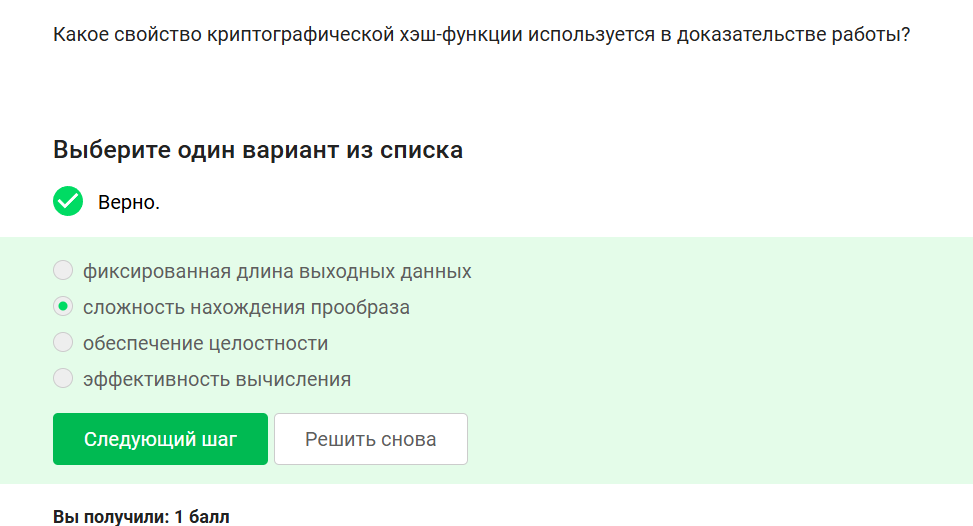 Какое свойство криптографической хэш-функции используется в доказательстве работы?
Выберите один вариант из списка
Верно.
фиксированная длина выходных данных
сложность нахождения прообраза
обеспечение целостности
эффективность вычисления
Следующий шаг
Решить снова
Вы получили: 1 балл